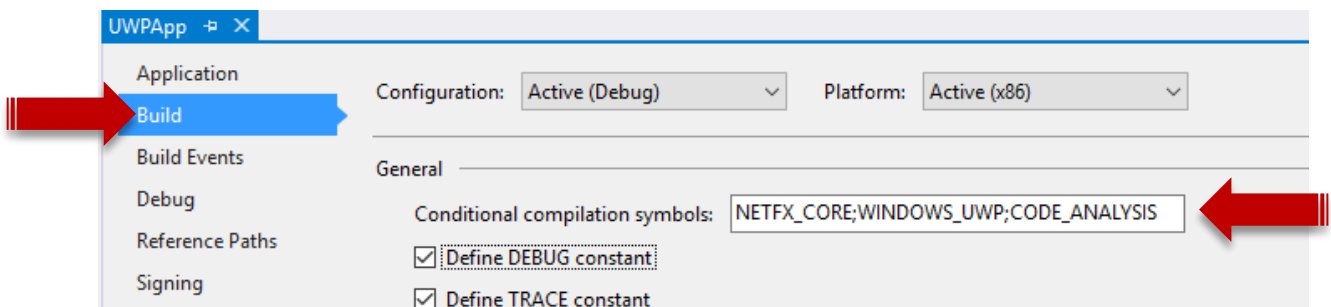 UWPApp
Application
Build
Build Events
Debug
Reference Paths
Signing
Configuration: Active (Debug) Platform: Active (x86)
General
Conditional compilation symbols: NETFX_CORE;WINDOWS_UWP;CODE_ANALYSIS
Define DEBUG constant
Define TRACE constant